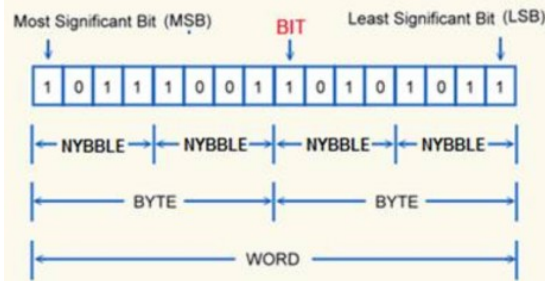 Most Significant Bit (MSB) BIT Least Significant Bit (LSB)
1 0 1 1 1 0 0 1 1 0 1 0 1 0 1 1
NYBBLE NYBBLE NYBBLE NYBBLE
BYTE BYTE
WORD